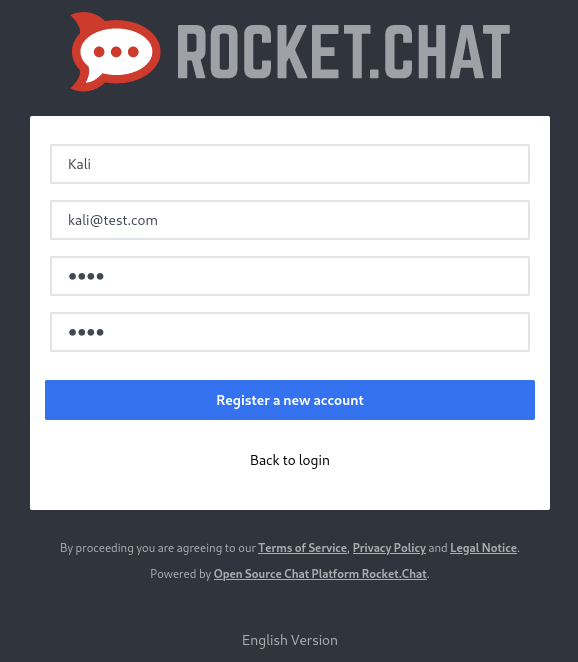 ROCKET.CHAT
Kali
kali@test.com
••••
••••
Register a new account
Back to login
By proceeding you are agreeing to our Terms of Service, Privacy Policy and Legal Notice.
Powered by Open Source Chat Platform Rocket.Chat.
English Version